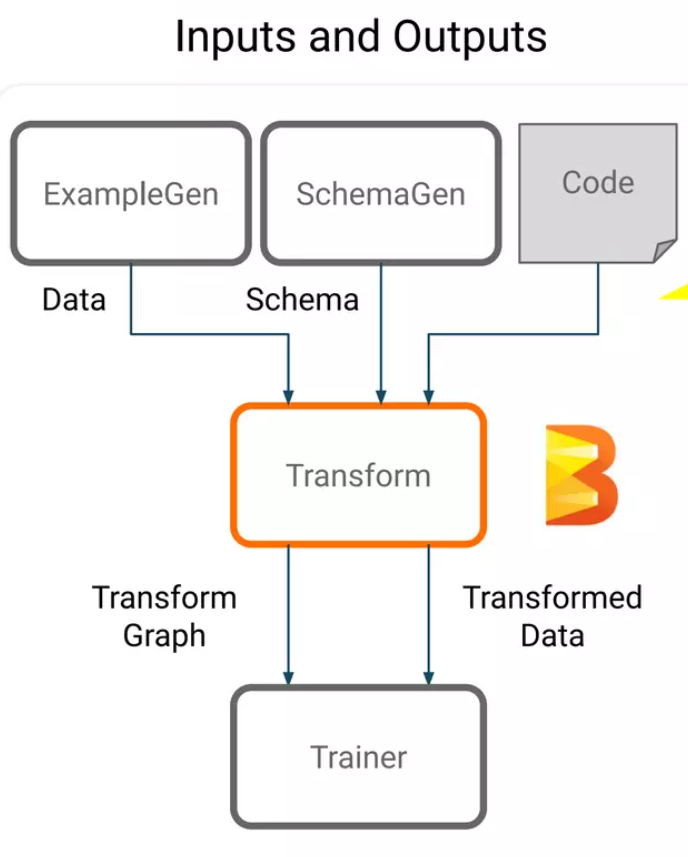 Inputs and Outputs
ExampleGen
SchemaGen
Code
Data
Schema
Transform
Transform
Graph
Transformed
Data
Trainer